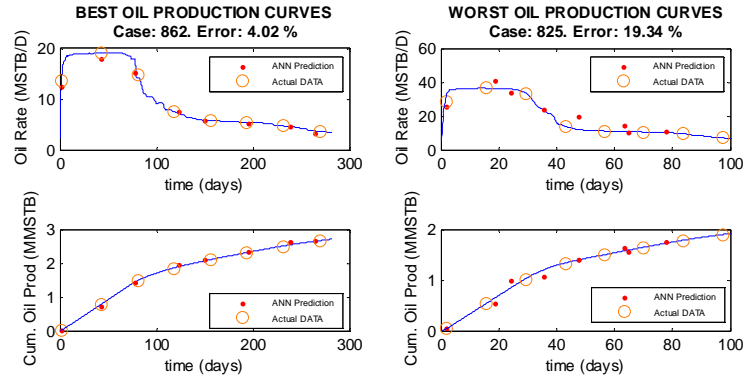 BEST OIL PRODUCTION CURVES
Case: 862. Error: 4.02 %
20
10
0
Oil Rate (MSTB/D)
ANN Prediction
Actual DATA
0
100
200
300
time (days)
WORST OIL PRODUCTION CURVES
Case: 825. Error: 19.34 %
60
40
20
0
Oil Rate (MSTB/D)
ANN Prediction
Actual DATA
0
20
40
60
80
100
time (days)
3
2
1
0
Cum. Oil Prod (MMSTB)
ANN Prediction
Actual DATA
0
100
200
300
time (days)
2
1
0
Cum. Oil Prod (MMSTB)
ANN Prediction
Actual DATA
0
20
40
60
80
100
time (days)